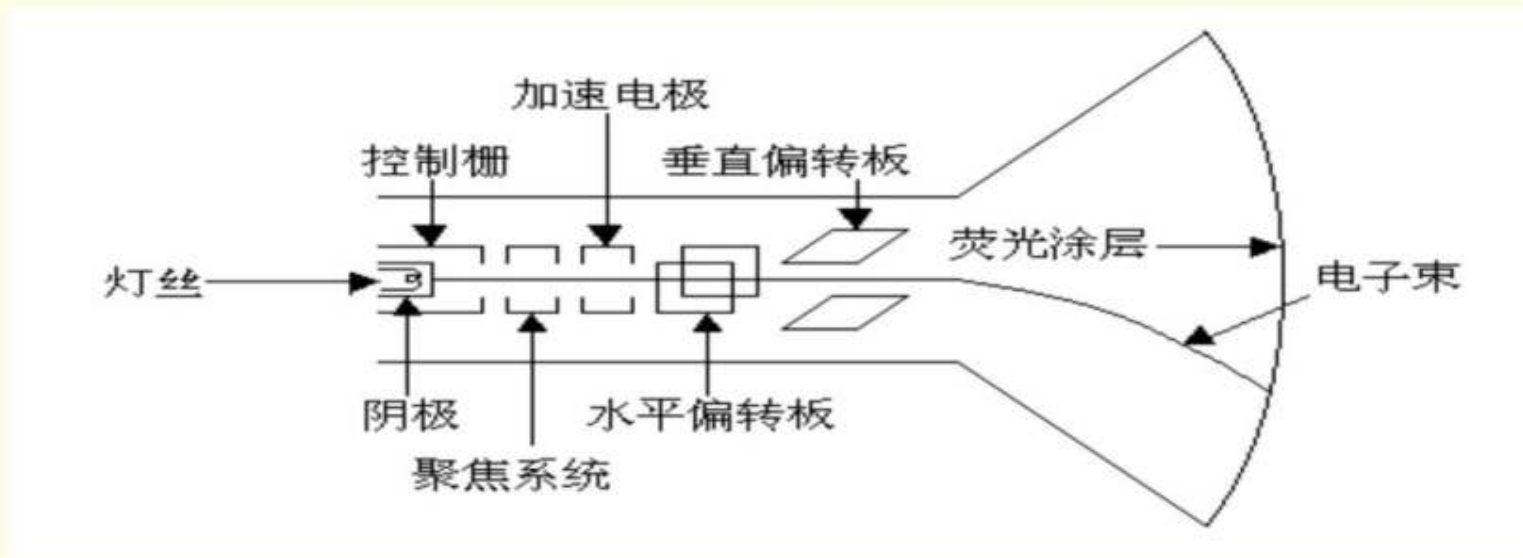 加速电极
控制栅
垂直偏转板
荧光涂层
灯丝
电子束
阴极
水平偏转板
聚焦系统